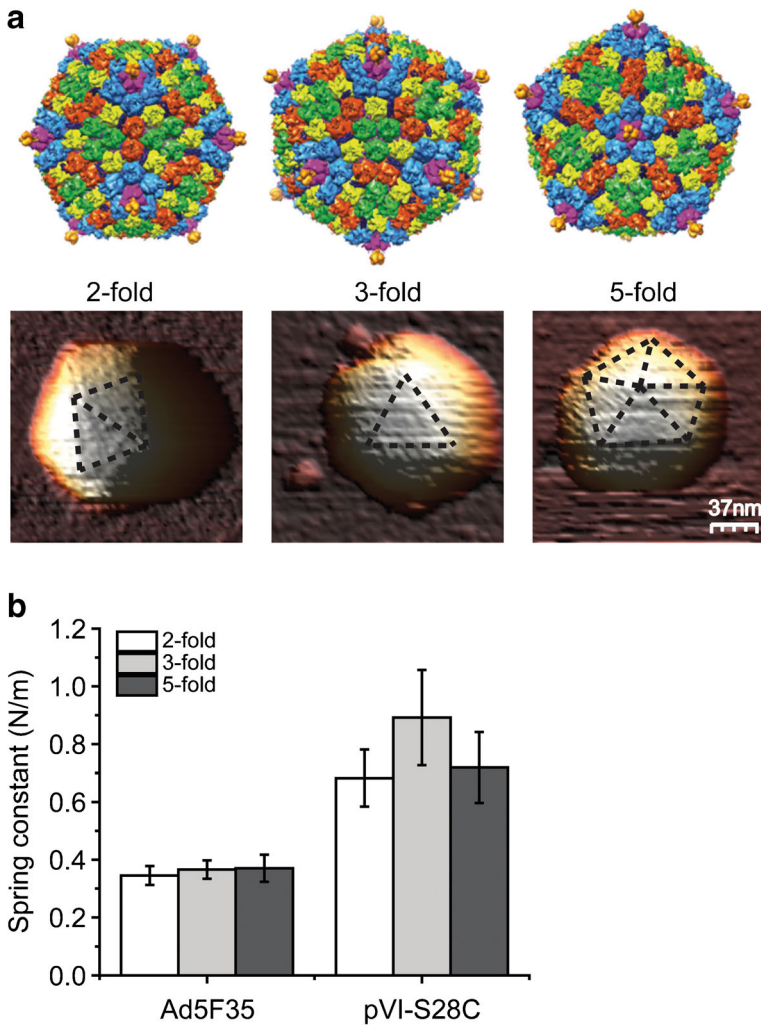 a
2-fold
3-fold
5-fold
37nm
b
Spring constant (N/m)
1.2
1.0
0.8
0.6
0.4
0.2
0.0
2-fold
3-fold
5-fold
Ad5F35
pVI-S28C